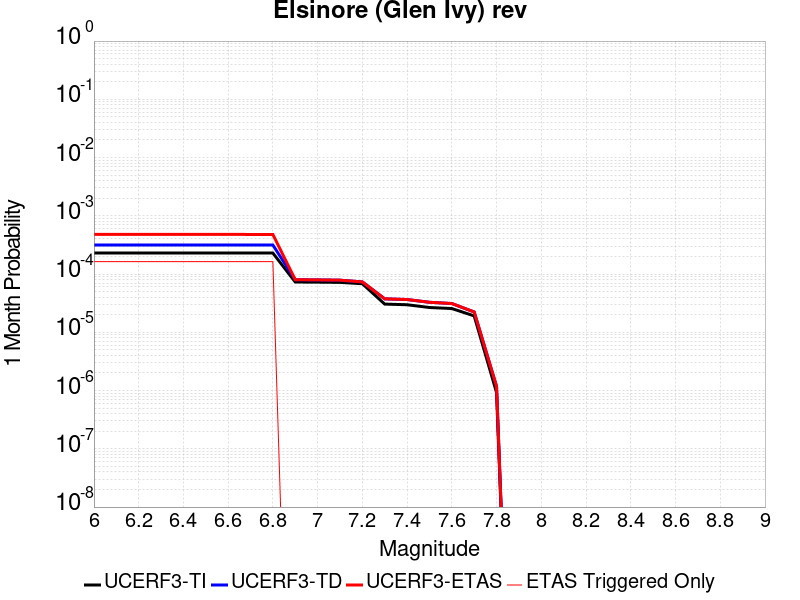 Elsinore (Glen Ivy) rev
10^0
10^-1
10^-2
10^-3
10^-4
10^-5
10^-6
10^-7
10^-8
1 Month Probability
6 6.2 6.4 6.6 6.8 7 7.2 7.4 7.6 7.8 8 8.2 8.4 8.6 8.8 9
Magnitude
UCERF3-TI UCERF3-TD UCERF3-ETAS ETAS Triggered Only